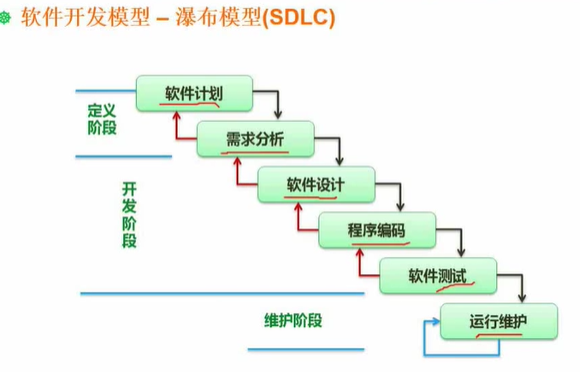 软件开发模型 – 瀑布模型(SDLC)
软件计划
定义
阶段
需求分析
软件设计
开
发
阶
段
程序编码
软件测试
维护阶段
运行维护